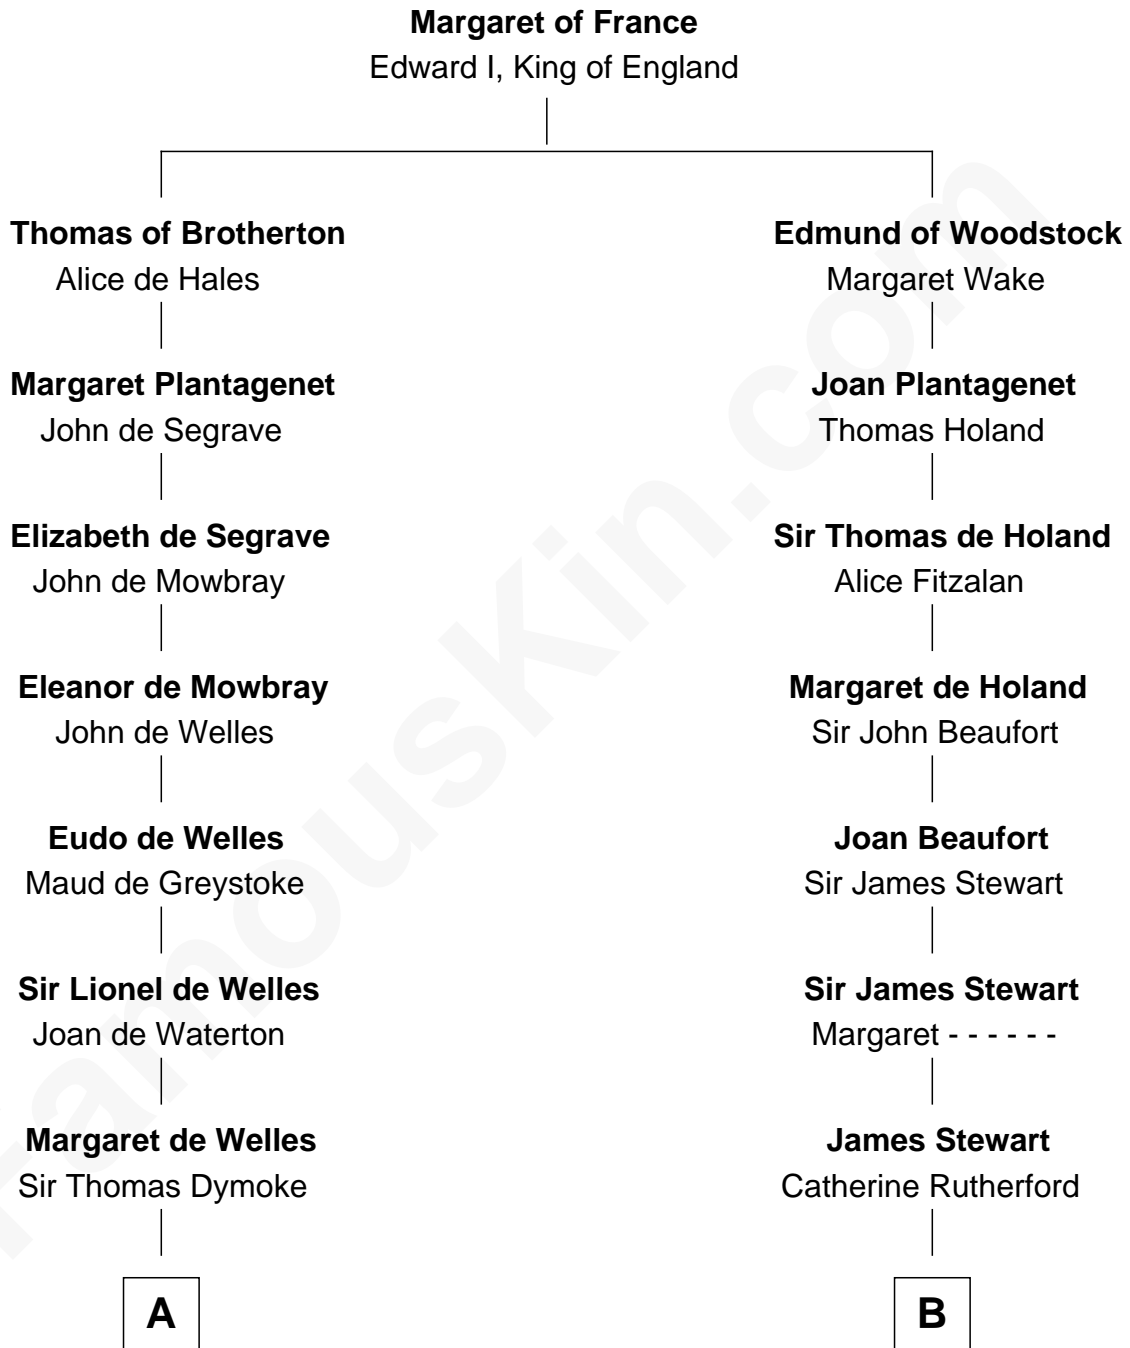 Margaret of France
Edward I, King of England
Thomas of Brotherton
Alice de Hales
Edmund of Woodstock
Margaret Wake
Margaret Plantagenet
John de Segrave
Joan Plantagenet
Thomas Holand
Elizabeth de Segrave
John de Mowbray
Sir Thomas de Holand
Alice Fitzalan
Eleanor de Mowbray
John de Welles
Margaret de Holand
Sir John Beaufort
Eudo de Welles
Maud de Greystoke
Joan Beaufort
Sir James Stewart
Sir Lionel de Welles
Joan de Waterton
Sir James Stewart
Margaret - - - - - -
Margaret de Welles
Sir Thomas Dymoke
James Stewart
Catherine Rutherford
A
B
FamousKin.com